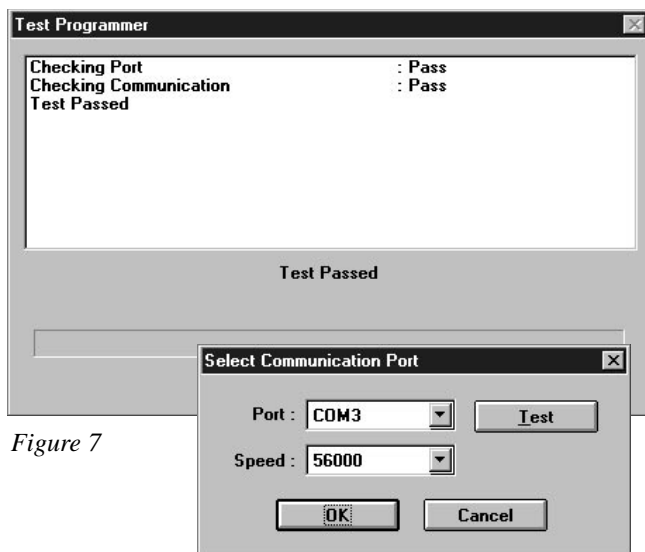 Test Programmer
Checking Port : Pass
Checking Communication : Pass
Test Passed
Test Passed
Select Communication Port
Port : COM3 Test
Speed : 56000
OK Cancel
Figure 7